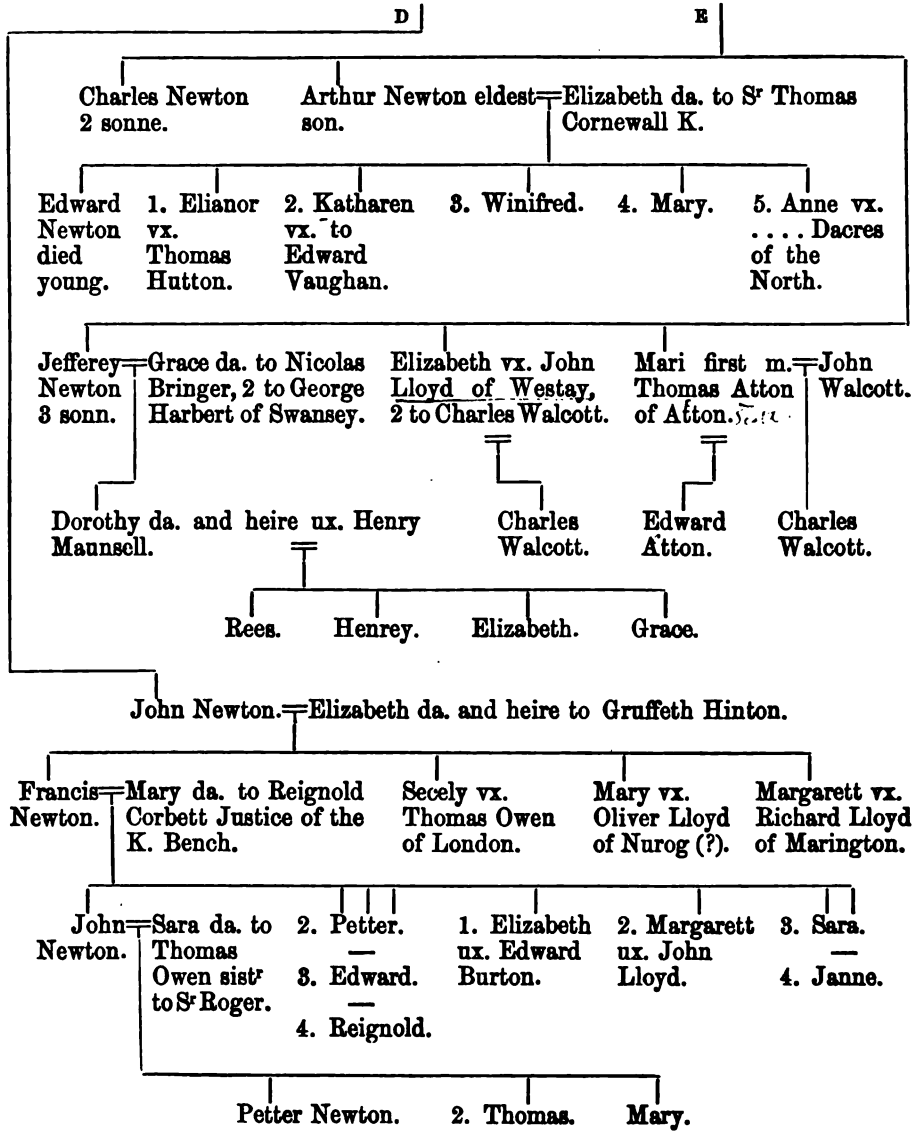 D
E
Charles Newton
2 sonne.
Arthur Newton eldest
son.
Elizabeth da. to Sr Thomas
Cornewall K.
Edward
Newton
died
young.
1. Elianor
vx.
Thomas
Hutton.
2. Katharen
vx. to
Edward
Vaughan.
3. Winifred.
4. Mary.
5. Anne vx.
.... Dacres
of the
North.
Jefferey
Newton
3 sonn.
Grace da. to Nicolas
Bringer, 2 to George
Harbert of Swansey.
Elizabeth vx. John
Lloyd of Westay,
2 to Charles Walcott.
Mari first m.
Thomas Atton
of Afton.
John
Walcott.
Dorothy da. and heire ux. Henry
Maunsell.
Charles
Walcott.
Edward
Atton.
Charles
Walcott.
Rees.
Henrey.
Elizabeth.
Grace.
John Newton.
Elizabeth da. and heire to Gruffeth Hinton.
Francis
Newton.
Mary da. to Reignold
Corbett Justice of the
K. Bench.
Secely vx.
Thomas Owen
of London.
Mary vx.
Oliver Lloyd
of Nurog (?).
Margarett vx.
Richard Lloyd
of Marington.
John
Newton.
Sara da. to
Thomas
Owen sistr
to Sr Roger.
2. Petter.
—
3. Edward.
—
4. Reignold.
1. Elizabeth
ux. Edward
Burton.
2. Margarett
ux. John
Lloyd.
3. Sara.
—
4. Janne.
Petter Newton.
2. Thomas.
Mary.